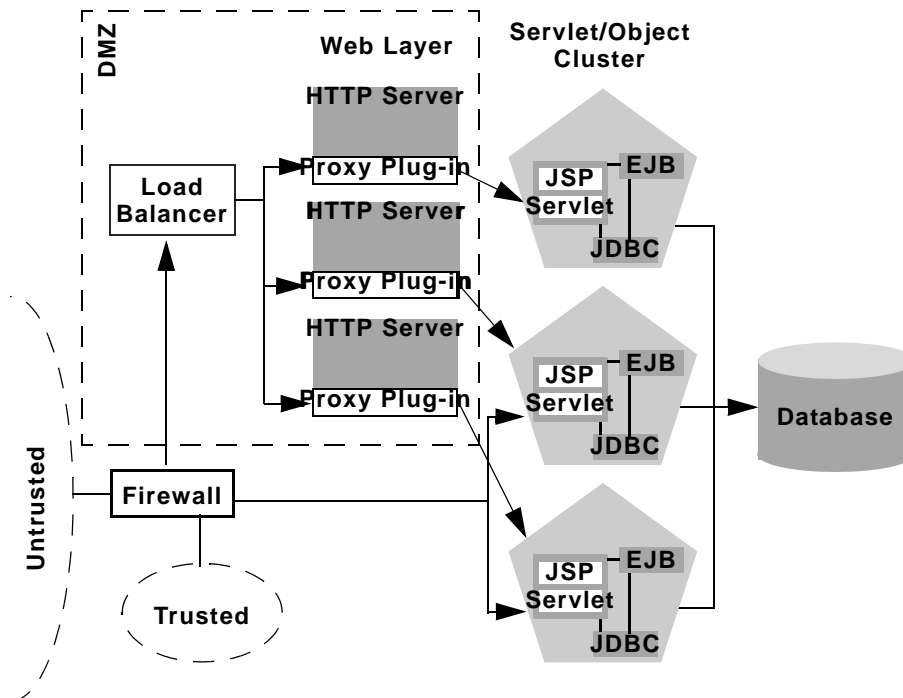 DMZ
Web Layer
Servlet/Object
Cluster
HTTP Server
Proxy Plug-in
Load
Balancer
HTTP Server
Proxy Plug-in
HTTP Server
Proxy Plug-in
JSP
Servlet
EJB
JDBC
JSP
Servlet
EJB
JDBC
JSP
Servlet
EJB
JDBC
Database
Untrusted
Firewall
Trusted